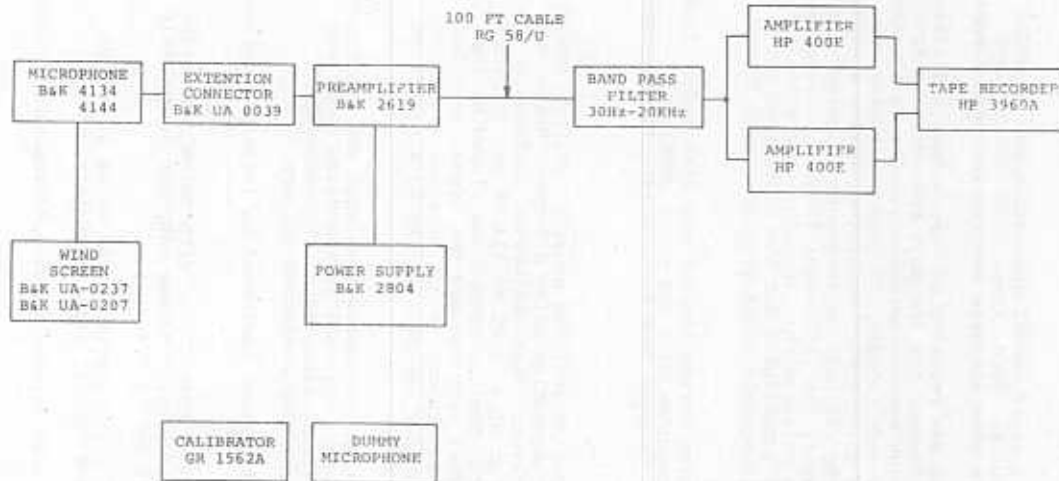 100 FT CABLE
RG 58/U
AMPLIFIER
HP 400E
MICROPHONE
B&K 4134
4144
EXTENTION
CONNECTOR
B&K UA 0039
PREAMPLIFIER
B&K 2619
BAND PASS
FILTER
30Hz-20KHz
TAPE RECORDER
HP 3960A
AMPLIFIER
HP 400E
WIND
SCREEN
B&K UA-0237
B&K UA-0207
POWER SUPPLY
B&K 2804
CALIBRATOR
GR 1562A
DUMMY
MICROPHONE